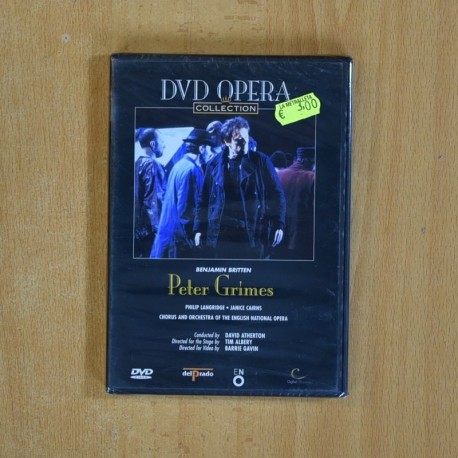 DVD OPERA
COLLECTION
LA METRALLETA
€ 3,00
BENJAMIN BRITTEN
Peter Grimes
PHILIP LANGRIDGE • JANICE CAIRNS
CHORUS AND ORCHESTRA OF THE ENGLISH NATIONAL OPERA
Conducted by DAVID ATHERTON
Directed for the Stage by TIM ALBERY
Directed for Video by BARRIE GAVIN
DVD
delPrado
ENO
C